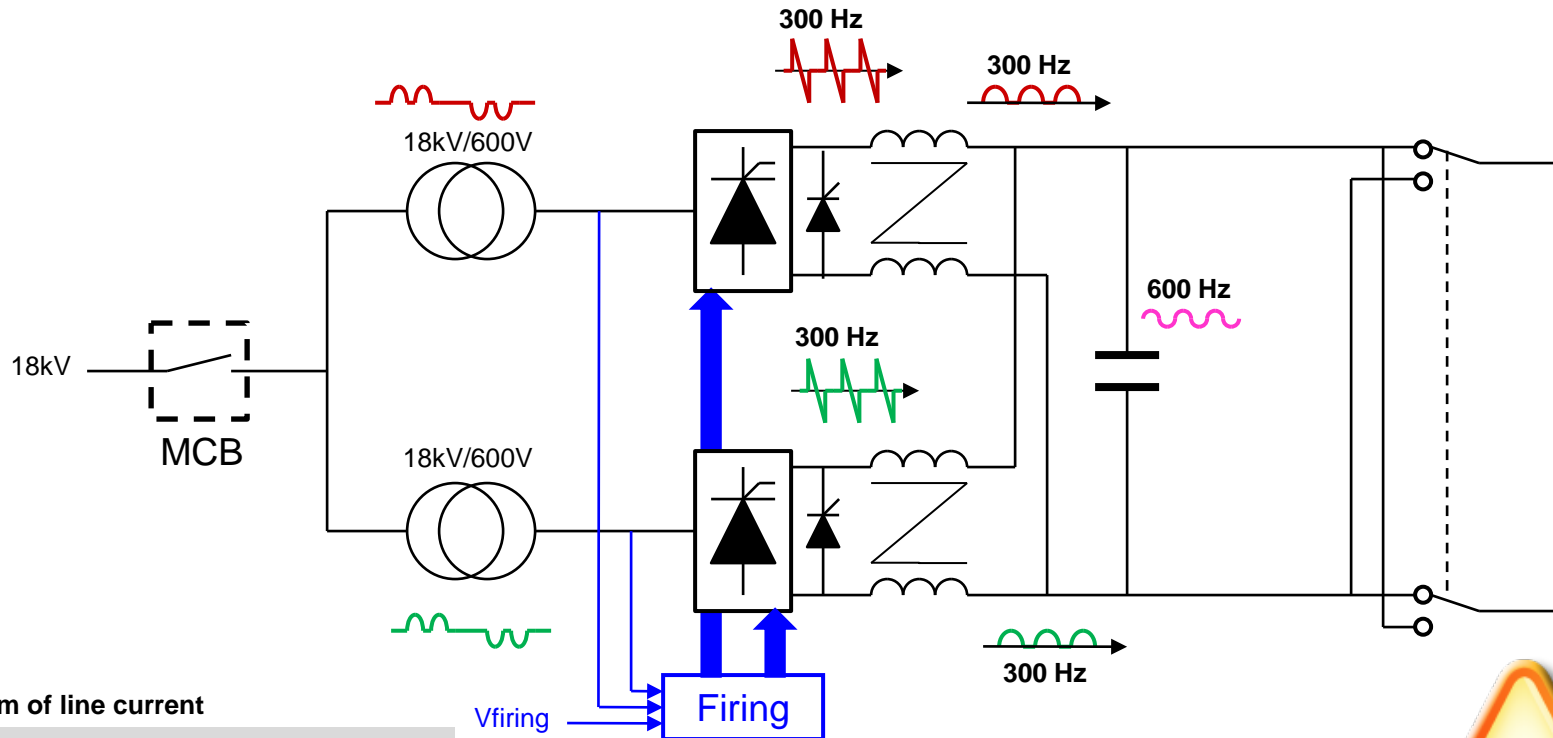 300 Hz
300 Hz
18kV/600V
600 Hz
300 Hz
18kV
MCB
18kV/600V
300 Hz
m of line current
Vfiring
Firing